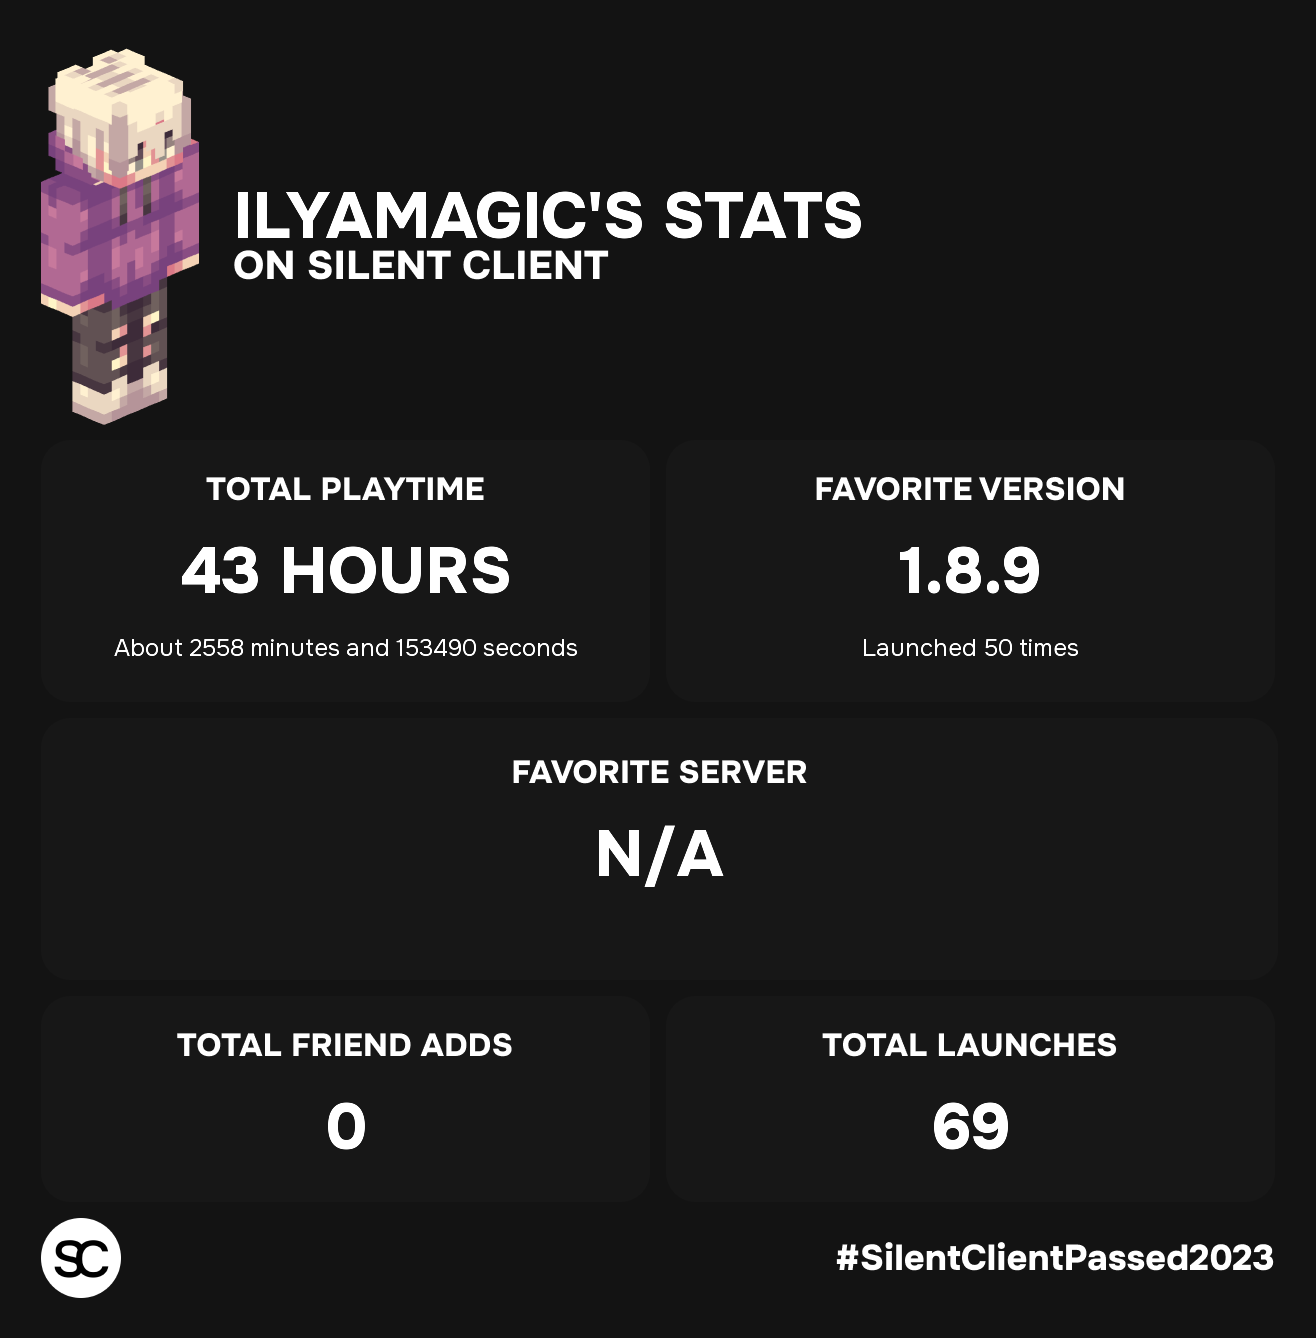 ILYAMAGIC'S STATS
ON SILENT CLIENT
TOTAL PLAYTIME
43 HOURS
About 2558 minutes and 153490 seconds
FAVORITE VERSION
1.8.9
Launched 50 times
FAVORITE SERVER
N/A
TOTAL FRIEND ADDS
0
TOTAL LAUNCHES
69
SC
#SilentClientPassed2023